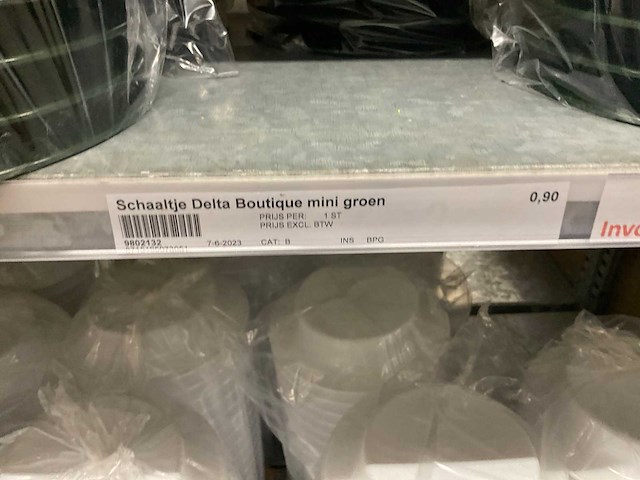 Schaaltje Delta Boutique mini groen
0,90
PRIJS PER: 1 ST
PRIJS EXCL. BTW
9802132
7-6-2023 CAT: B INS BPG
Invo